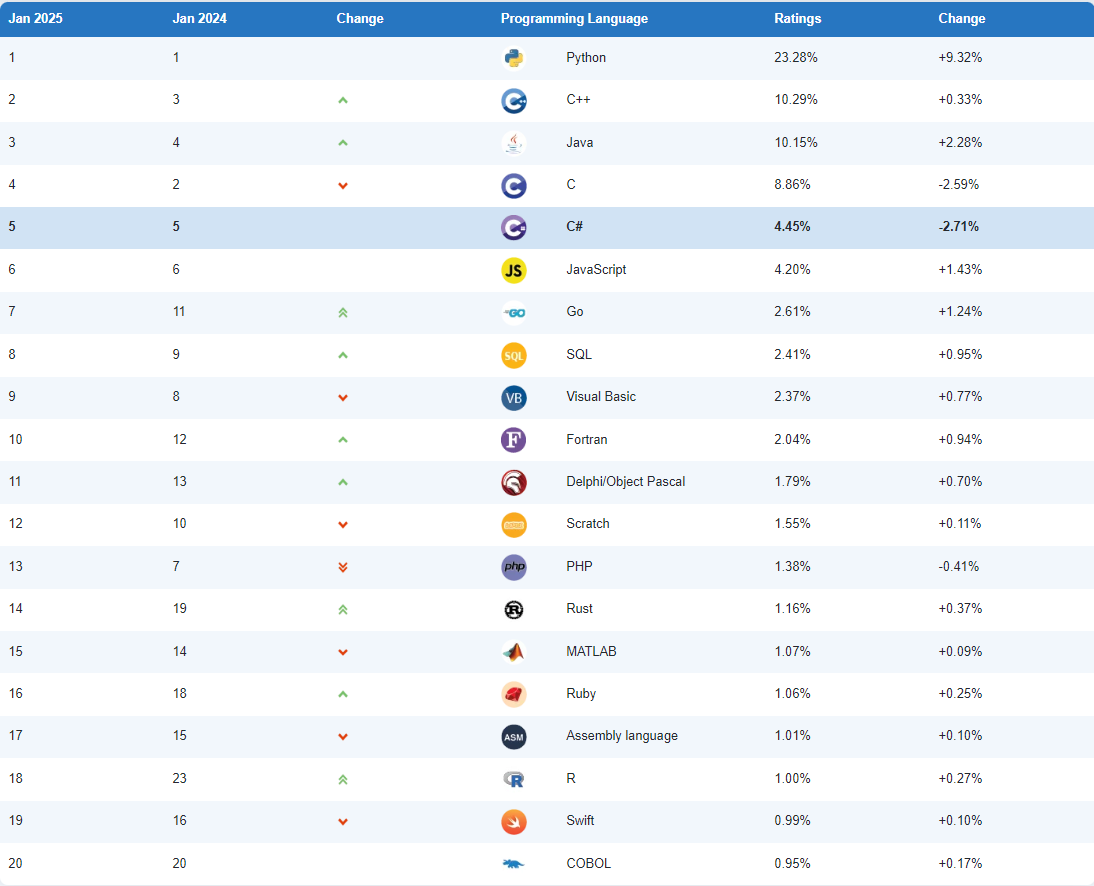 Jan 2025 Jan 2024 Change Programming Language Ratings Change
1 1 Python 23.28% +9.32%
2 3 C++ 10.29% +0.33%
3 4 Java 10.15% +2.28%
4 2 C 8.86% -2.59%
5 5 C# 4.45% -2.71%
6 6 JS JavaScript 4.20% +1.43%
7 11 GO Go 2.61% +1.24%
8 9 SQL SQL 2.41% +0.95%
9 8 VB Visual Basic 2.37% +0.77%
10 12 F Fortran 2.04% +0.94%
11 13 Delphi/Object Pascal 1.79% +0.70%
12 10 Scratch 1.55% +0.11%
13 7 php PHP 1.38% -0.41%
14 19 R Rust 1.16% +0.37%
15 14 MATLAB 1.07% +0.09%
16 18 Ruby 1.06% +0.25%
17 15 ASM Assembly language 1.01% +0.10%
18 23 R R 1.00% +0.27%
19 16 Swift 0.99% +0.10%
20 20 COBOL 0.95% +0.17%